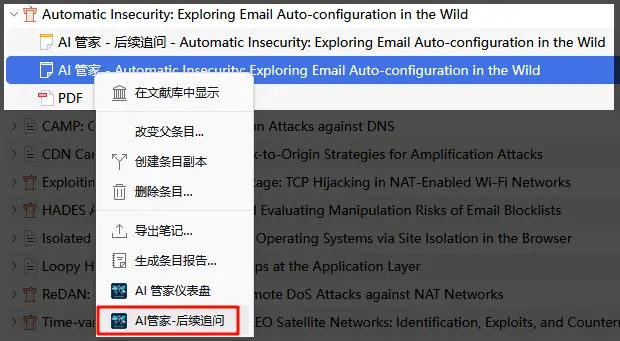 Automatic Insecurity: Exploring Email Auto-configuration in the Wild
AI 管家 - 后续追问 - Automatic Insecurity: Exploring Email Auto-configuration in the Wild
AI 管家 - Automatic Insecurity: Exploring Email Auto-configuration in the Wild
PDF
在文献库中显示
CAMP: C
on Attacks against DNS
改变父条目...
CDN Can
k-to-Origin Strategies for Amplification Attacks
创建条目副本
Exploitin
kage: TCP Hijacking in NAT-Enabled Wi-Fi Networks
删除条目...
HADES A
d Evaluating Manipulation Risks of Email Blocklists
导出笔记...
Isolated
Operating Systems via Site Isolation in the Browser
生成条目报告...
Loopy H
ps at the Application Layer
AI 管家仪表盘
ReDAN:
mote DoS Attacks against NAT Networks
AI管家-后续追问
Time-var
EO Satellite Networks: Identification, Exploits, and Countern